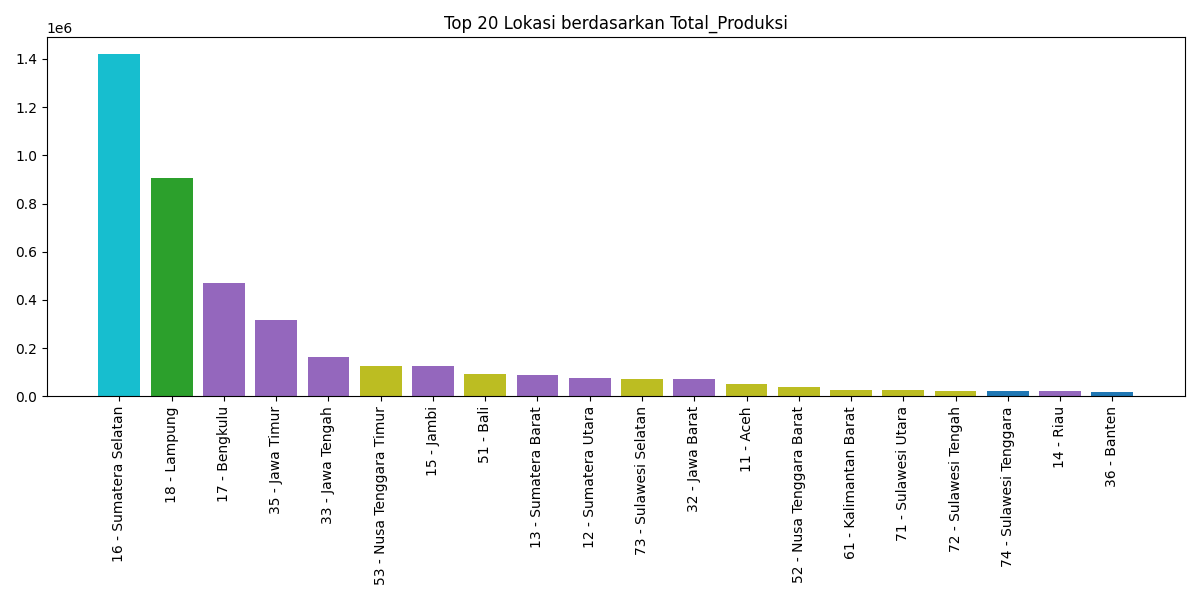 Top 20 Lokasi berdasarkan Total_Produksi
1e6
1.4
1.2
1.0
0.8
0.6
0.4
0.2
0.0
16 - Sumatera Selatan
18 - Lampung
17 - Bengkulu
35 - Jawa Timur
33 - Jawa Tengah
53 - Nusa Tenggara Timur
15 - Jambi
51 - Bali
13 - Sumatera Barat
12 - Sumatera Utara
73 - Sulawesi Selatan
32 - Jawa Barat
11 - Aceh
52 - Nusa Tenggara Barat
61 - Kalimantan Barat
71 - Sulawesi Utara
72 - Sulawesi Tengah
74 - Sulawesi Tenggara
14 - Riau
36 - Banten